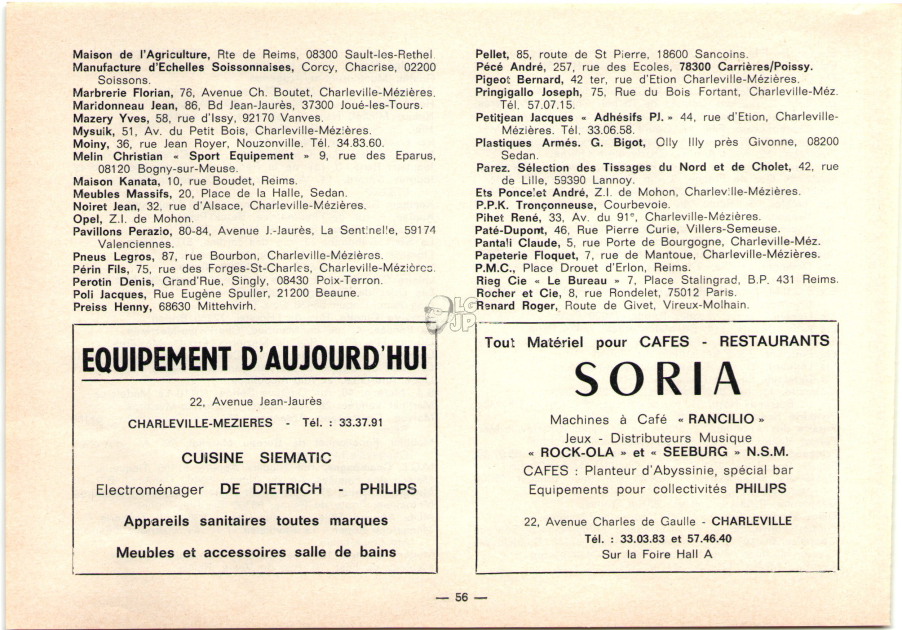 Maison de l'Agriculture, Rte de Reims, 08300 Sault-les-Rethel.
Manufacture d'Echelles Soissonnaises, Corcy, Chacrise, 02200
Soissons.
Marbrerie Florian, 76, Avenue Ch. Boutet, Charleville-Mézières.
Maridonneau Jean, 86, Bd Jean-Jaurès, 37300 Joué-les-Tours.
Mazery Yves, 58, rue d'Issy, 92170 Vanves.
Mysuik, 51, Av. du Petit Bois, Charleville-Mézières.
Moiny, 36, rue Jean Royer, Nouzonville. Tél. 34.83.60.
Melin Christian « Sport Equipement » 9, rue des Eparus,
08120 Bogny-sur-Meuse.
Maison Kanata, 10, rue Boudet, Reims.
Meubles Massifs, 20, Place de la Halle, Sedan.
Noiret Jean, 32, rue d'Alsace, Charleville-Mézières.
Opel, Z.I. de Mohon.
Pavillons Perazio, 80-84, Avenue J.-Jaurès, La Sentinelle, 59174
Valenciennes.
Pneus Legros, 87, rue Bourbon, Charleville-Mézières.
Périn Fils, 75, rue des Forges-St-Charles, Charleville-Mézières.
Perotin Denis, Grand'Rue, Singly, 08430 Poix-Terron.
Poli Jacques, Rue Eugène Spuller, 21200 Beaune.
Preiss Henny, 68630 Mittehvirh.
EQUIPEMENT D'AUJOURD'HUI
22, Avenue Jean-Jaurès
CHARLEVILLE-MEZIERES - Tél. : 33.37.91
CUISINE SIEMATIC
Electroménager DE DIETRICH - PHILIPS
Appareils sanitaires toutes marques
Meubles et accessoires salle de bains
Pellet, 85, route de St Pierre, 18600 Sancoins.
Pécé André, 257, rue des Ecoles, 78300 Carrières/Poissy.
Pigeot Bernard, 42 ter, rue d'Etion Charleville-Mézières.
Pringigallo Joseph, 75, Rue du Bois Fortant, Charleville-Méz.
Tél. 57.07.15.
Petitjean Jacques « Adhésifs PJ. » 44, rue d'Etion, Charleville-
Mézières. Tél. 33.06.58.
Plastiques Armés. G. Bigot, Olly Illy près Givonne, 08200
Sedan.
Parez. Sélection des Tissages du Nord et de Cholet, 42, rue
de Lille, 59390 Lannoy.
Ets Poncelet André, Z.I. de Mohon, Charleville-Mézières.
P.P.K. Tronçonneuse, Courbevoie.
Pihet René, 33, Av. du 91°, Charleville-Mézières.
Paté-Dupont, 46, Rue Pierre Curie, Villers-Semeuse.
Pantali Claude, 5, rue Porte de Bourgogne, Charleville-Méz.
Papeterie Floquet, 7, rue de Mantoue, Charleville-Mézières.
P.M.C., Place Drouet d'Erlon, Reims.
Rieg Cie « Le Bureau » 7, Place Stalingrad, B.P. 431 Reims.
Rocher et Cie, 8, rue Rondelet, 75012 Paris.
Renard Roger, Route de Givet, Vireux-Molhain.
LG
JP
Tout Matériel pour CAFES - RESTAURANTS
SORIA
Machines à Café « RANCILIO »
Jeux - Distributeurs Musique
« ROCK-OLA » et « SEEBURG » N.S.M.
CAFES : Planteur d'Abyssinie, spécial bar
Equipements pour collectivités PHILIPS
22, Avenue Charles de Gaulle - CHARLEVILLE
Tél. : 33.03.83 et 57.46.40
Sur la Foire Hall A
— 56 —